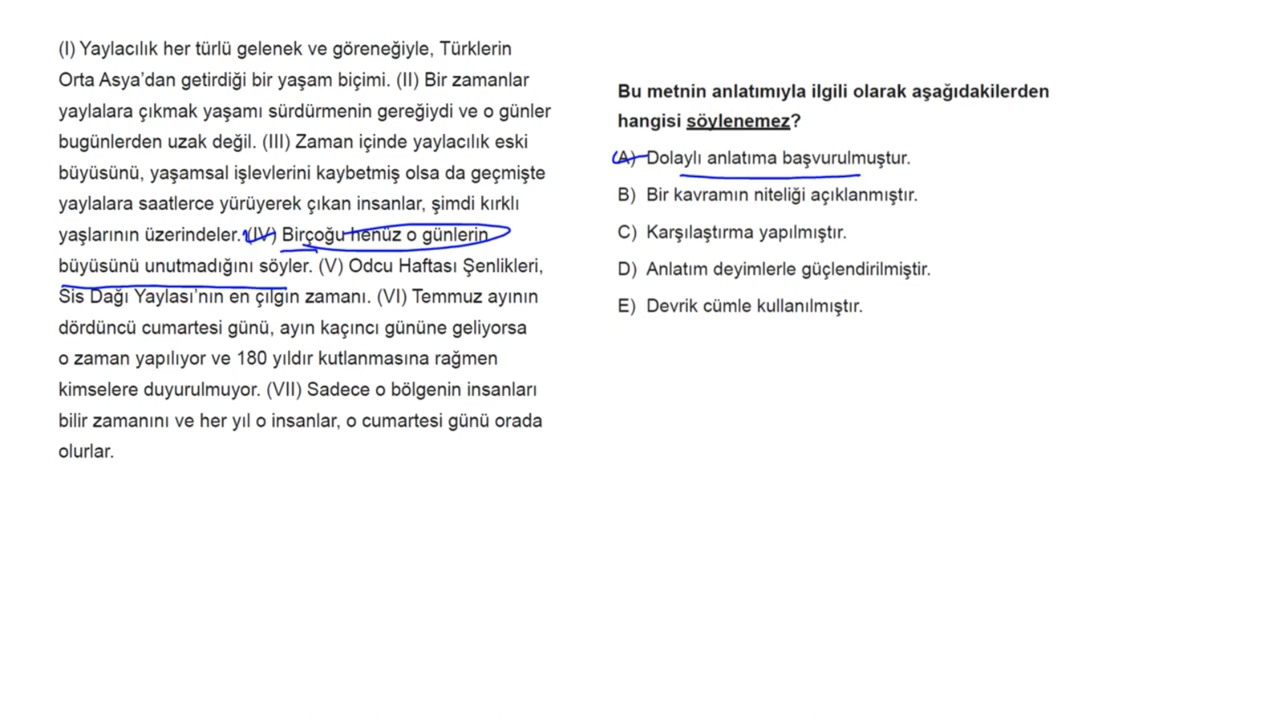 (I) Yaylacılık her türlü gelenek ve göreneğiyle, Türklerin
Orta Asya’dan getirdiği bir yaşam biçimi. (II) Bir zamanlar
yaylalara çıkmak yaşamı sürdürmenin gereğiydi ve o günler
bugünlerden uzak değil. (III) Zaman içinde yaylacılık eski
büyüsünü, yaşamsal işlevlerini kaybetmiş olsa da geçmişte
yaylalara saatlerce yürüyerek çıkan insanlar, şimdi kırklı
yaşlarının üzerindeler. (IV) Birçoğu henüz o günlerin
büyüsünü unutmadığını söyler. (V) Odcu Haftası Şenlikleri,
Sis Dağı Yaylası’nın en çılgın zamanı. (VI) Temmuz ayının
dördüncü cumartesi günü, ayın kaçıncı gününe geliyorsa
o zaman yapılıyor ve 180 yıldır kutlanmasına rağmen
kimselere duyurulmuyor. (VII) Sadece o bölgenin insanları
bilir zamanını ve her yıl o insanlar, o cumartesi günü orada
olurlar.
Bu metnin anlatımıyla ilgili olarak aşağıdakilerden
hangisi söylenemez?
A) Dolaylı anlatıma başvurulmuştur.
B) Bir kavramın niteliği açıklanmıştır.
C) Karşılaştırma yapılmıştır.
D) Anlatım deyimlerle güçlendirilmiştir.
E) Devrik cümle kullanılmıştır.